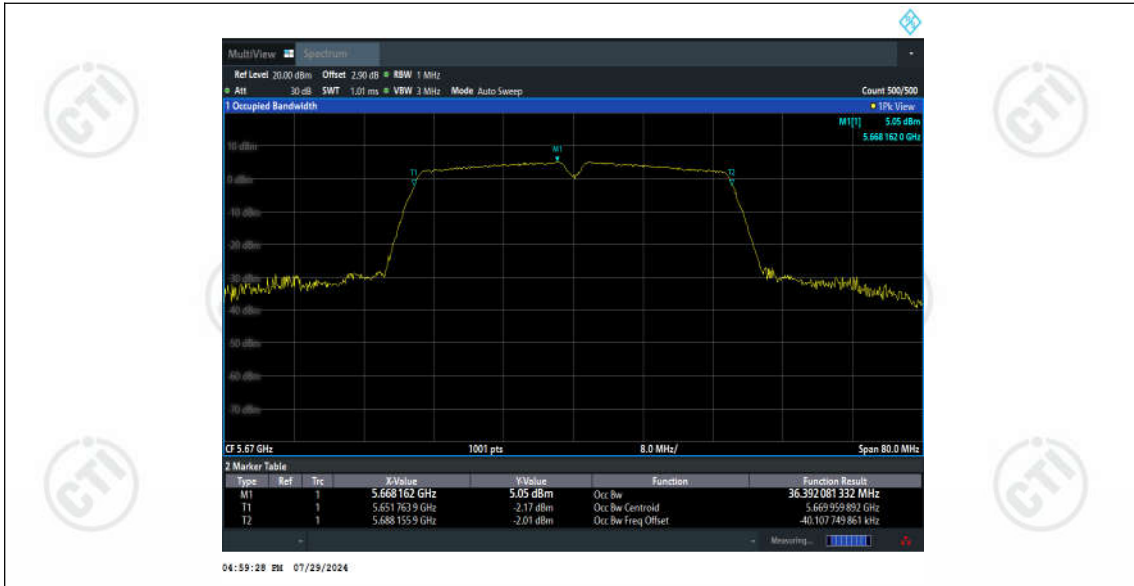 MultiView Spectrum
Ref Level 20.00 dBm Offset 2.90 dB RBW 1 MHz
Att 30 dB SWT 1.01 ms VBW 3 MHz Mode Auto Sweep Count 500/500
1 Occupied Bandwidth 1Pk View
M1[1] 5.05 dBm
5.668 162 0 GHz
10 dBm
M1
T1
T2
0 dBm
-10 dBm
-20 dBm
-30 dBm
-40 dBm
-50 dBm
-60 dBm
-70 dBm
CF 5.67 GHz 1001 pts 8.0 MHz/ Span 80.0 MHz
2 Marker Table
Type Ref Trc X-Value Y-Value Function Function Result
M1 1 5.668 162 GHz 5.05 dBm Occ Bw 36.392 081 332 MHz
T1 1 5.651 763 9 GHz -2.17 dBm Occ Bw Centroid 5.669 959 892 GHz
T2 1 5.688 155 9 GHz -2.01 dBm Occ Bw Freq Offset -40.107 749 861 kHz
Measuring...
04:59:28 PM 07/29/2024
CTI
CTI
CTI
CTI